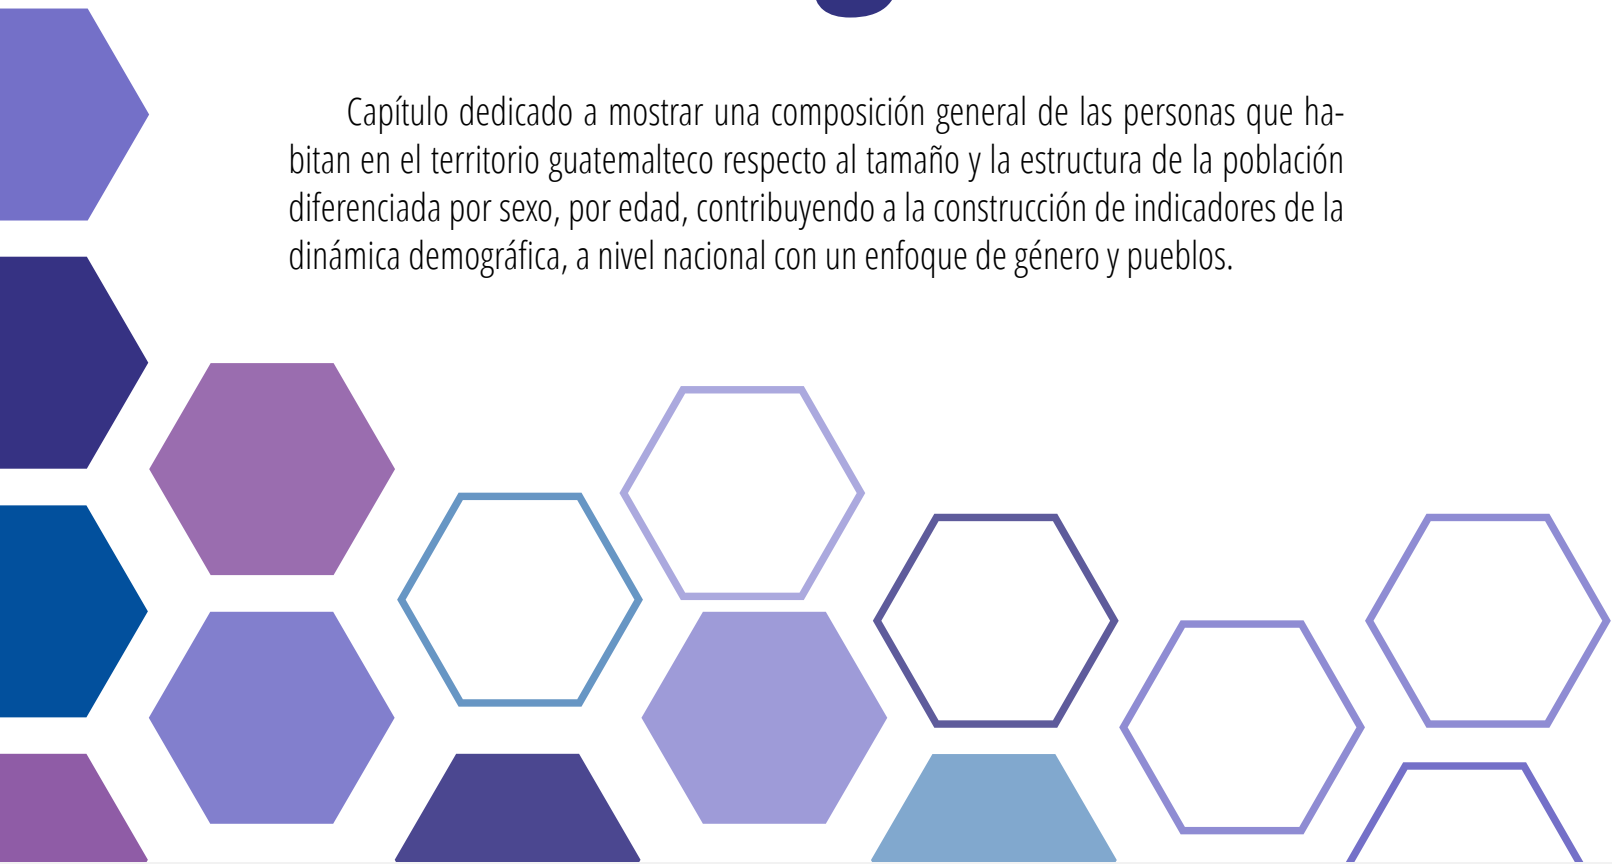 Capítulo dedicado a mostrar una composición general de las personas que ha-
bitan en el territorio guatemalteco respecto al tamaño y la estructura de la población
diferenciada por sexo, por edad, contribuyendo a la construcción de indicadores de la
dinámica demográfica, a nivel nacional con un enfoque de género y pueblos.